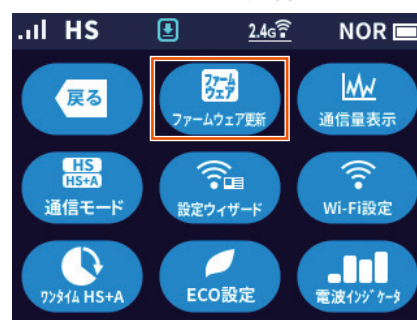 HS 2.4G NOR
戻る
ファーム
ウェア
ファームウェア更新
通信量表示
HS
HS+A
通信モード
設定ウィザード
Wi-Fi設定
ワンタイム HS+A
ECO設定
電波インジケータ